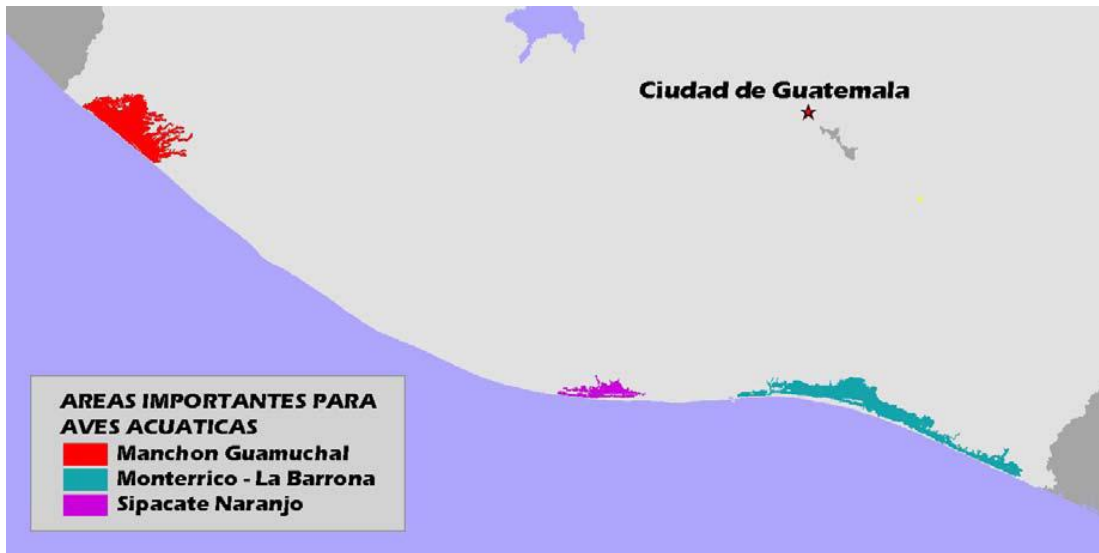 Ciudad de Guatemala
AREAS IMPORTANTES PARA
AVES ACUATICAS
Manchon Guamuchal
Monterrico - La Barrona
Sipacate Naranjo